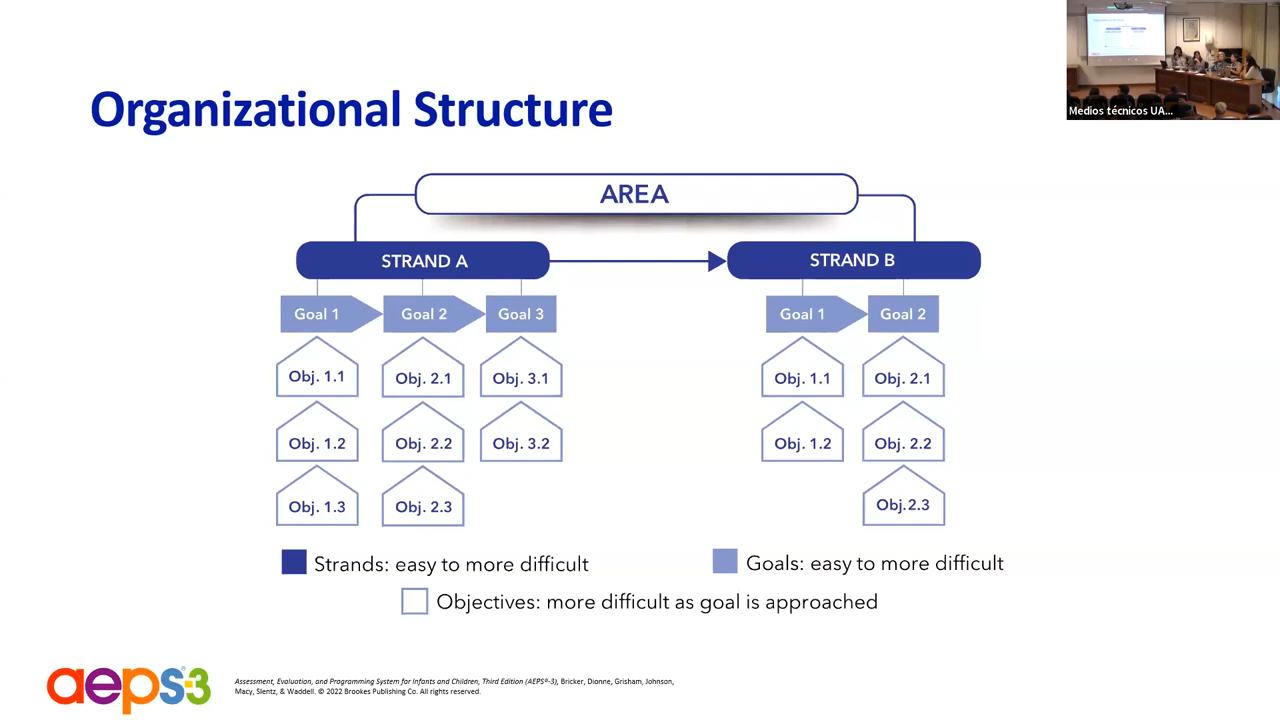 Medios técnicos UA...
Organizational Structure
AREA
STRAND A
STRAND B
Goal 1
Goal 2
Goal 3
Goal 1
Goal 2
Obj. 1.1
Obj. 2.1
Obj. 3.1
Obj. 1.1
Obj. 2.1
Obj. 1.2
Obj. 2.2
Obj. 3.2
Obj. 1.2
Obj. 2.2
Obj. 1.3
Obj. 2.3
Obj.2.3
Strands: easy to more difficult
Goals: easy to more difficult
Objectives: more difficult as goal is approached
aeps®-3
Assessment, Evaluation, and Programming System for Infants and Children, Third Edition (AEPS®-3), Bricker, Dionne, Grisham, Johnson,
Macy, Slentz, & Waddell. © 2022 Brookes Publishing Co. All rights reserved.